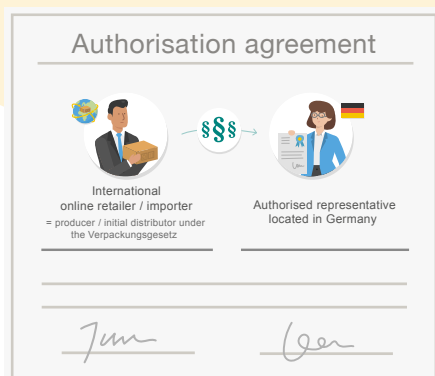 Authorisation agreement
§§§
International
online retailer / importer
= producer / initial distributor under
the Verpackungsgesetz
Authorised representative
located in Germany